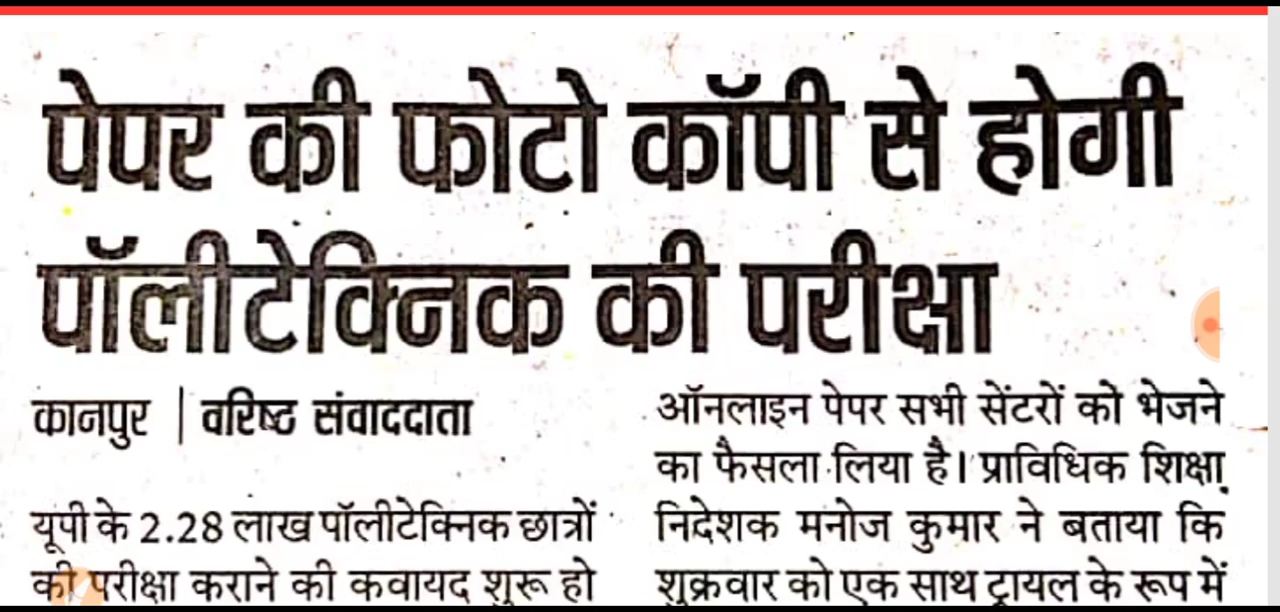 पेपर की फोटो कॉपी से होगी
पॉलीटेक्निक की परीक्षा
कानपुर | वरिष्ठ संवाददाता
यूपी के 2.28 लाख पॉलीटेक्निक छात्रों
की परीक्षा कराने की कवायद शुरू हो
ऑनलाइन पेपर सभी सेंटरों को भेजने
का फैसला लिया है। प्राविधिक शिक्षा
निदेशक मनोज कुमार ने बताया कि
शुक्रवार को एक साथ ट्रायल के रूप में